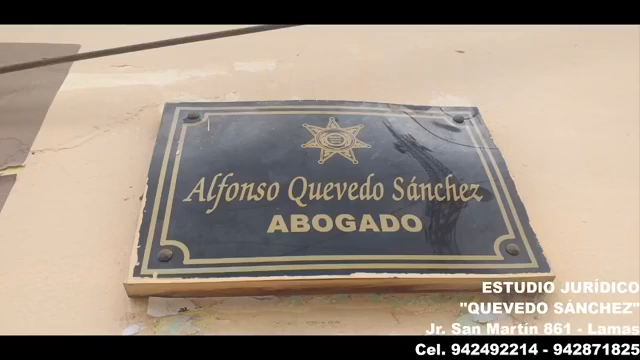 Alfonso Quevedo Sánchez
ABOGADO
ESTUDIO JURÍDICO
"QUEVEDO SÁNCHEZ"
Jr. San Martín 861 - Lamas
Cel. 942492214 - 942871825